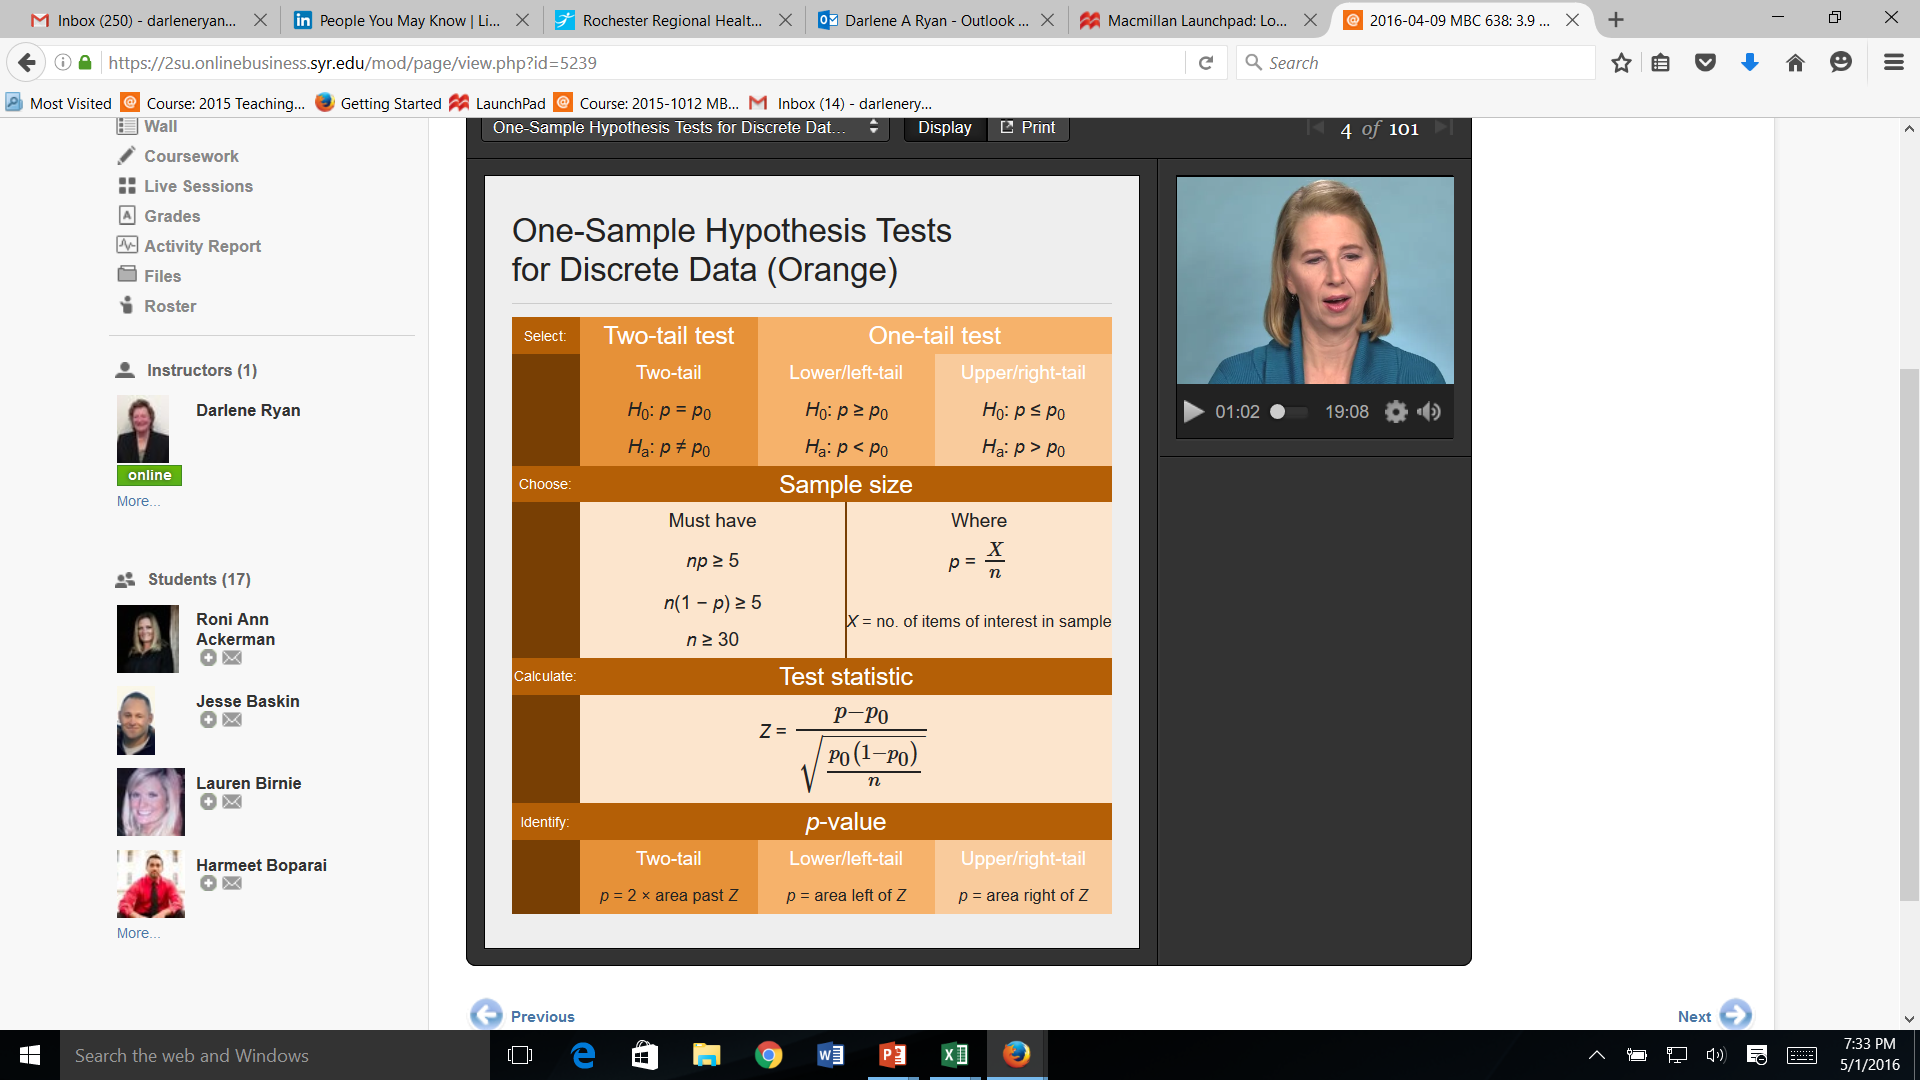 Inbox (250) - darleneryan...
People You May Know | Li...
Rochester Regional Healt...
Darlene A Ryan - Outlook ...
Macmillan Launchpad: Lo...
2016-04-09 MBC 638: 3.9 ...
https://2su.onlinebusiness.syr.edu/mod/page/view.php?id=5239
Search
Most Visited
Course: 2015 Teaching...
Getting Started
LaunchPad
Course: 2015-1012 MB...
Inbox (14) - darlenery...
Wall
Coursework
Live Sessions
Grades
Activity Report
Files
Roster
Instructors (1)
Darlene Ryan
online
More...
Students (17)
Roni Ann
Ackerman
Jesse Baskin
Lauren Birnie
Harmeet Boparai
More...
One-Sample Hypothesis Tests for Discrete Dat...
Display
Print
4 of 101
One-Sample Hypothesis Tests
for Discrete Data (Orange)
Select: Two-tail test One-tail test
Two-tail Lower/left-tail Upper/right-tail
H0: p = p0 H0: p ≥ p0 H0: p ≤ p0
Ha: p ≠ p0 Ha: p < p0 Ha: p > p0
Choose: Sample size
Must have Where
np ≥ 5 p = X/n
n(1 − p) ≥ 5
X = no. of items of interest in sample
n ≥ 30
Calculate: Test statistic
Z = (p−p0) / √(p0(1−p0)/n)
Identify: p-value
Two-tail Lower/left-tail Upper/right-tail
p = 2 × area past Z p = area left of Z p = area right of Z
01:02 19:08
Previous
Next
Search the web and Windows
7:33 PM
5/1/2016